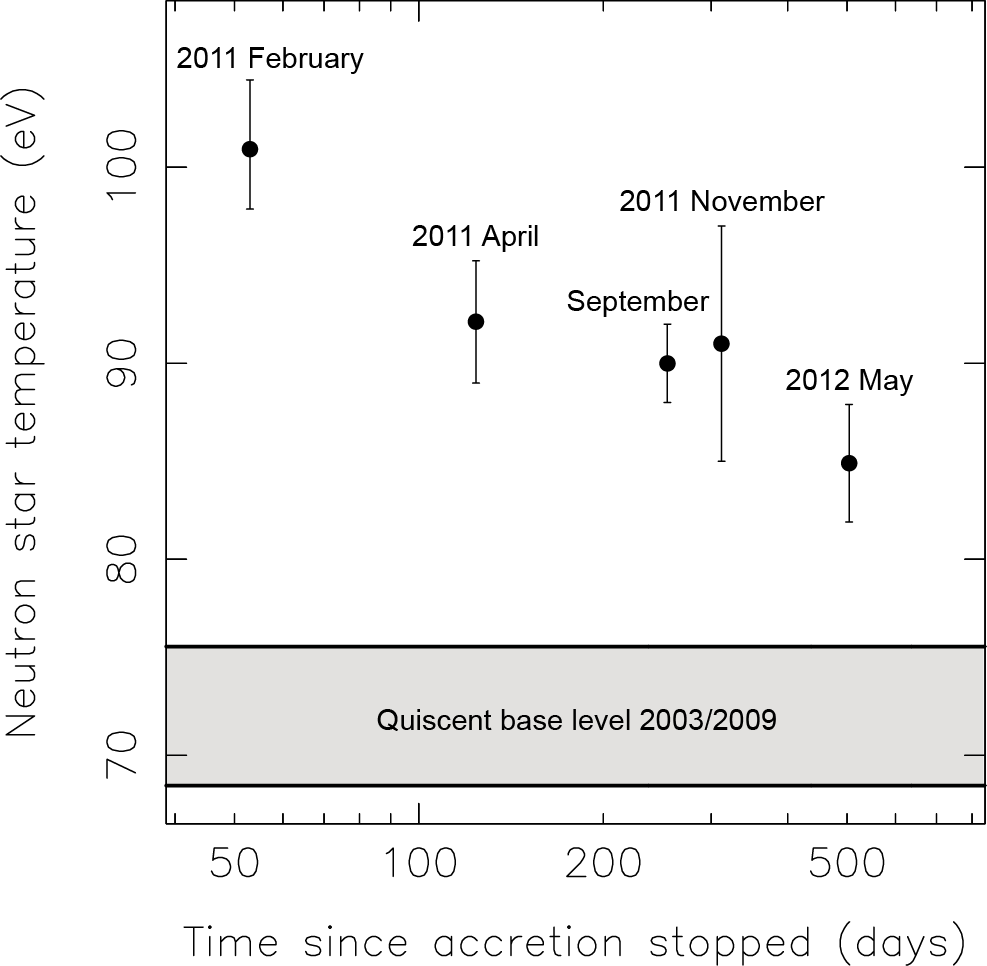 2011 February
2011 April
2011 November
September
2012 May
Quiscent base level 2003/2009
Neutron star temperature (eV)
100
90
80
70
50
100
200
500
Time since accretion stopped (days)